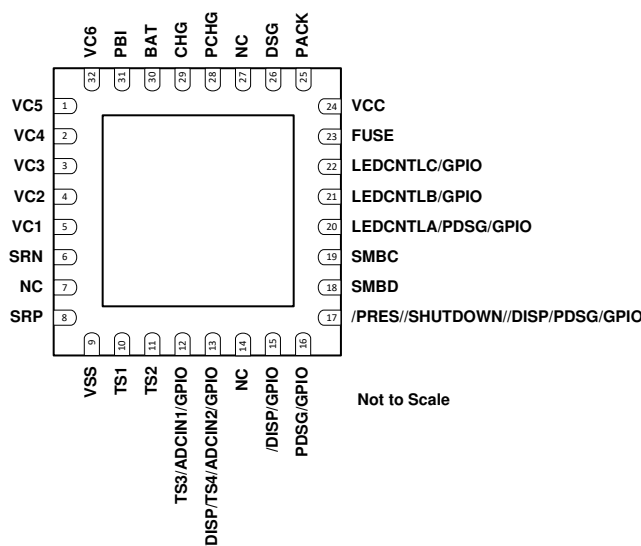 VC6
PBI
BAT
CHG
PCHG
NC
DSG
PACK
32
31
30
29
28
27
26
25
VC5 1
VC4 2
VC3 3
VC2 4
VC1 5
SRN 6
NC 7
SRP 8
24 VCC
23 FUSE
22 LEDCNTLC/GPIO
21 LEDCNTLB/GPIO
20 LEDCNTLA/PDSG/GPIO
19 SMBC
18 SMBD
17 /PRES//SHUTDOWN//DISP/PDSG/GPIO
9
10
11
12
13
14
15
16
VSS
TS1
TS2
TS3/ADCIN1/GPIO
DISP/TS4/ADCIN2/GPIO
NC
/DISP/GPIO
PDSG/GPIO
Not to Scale